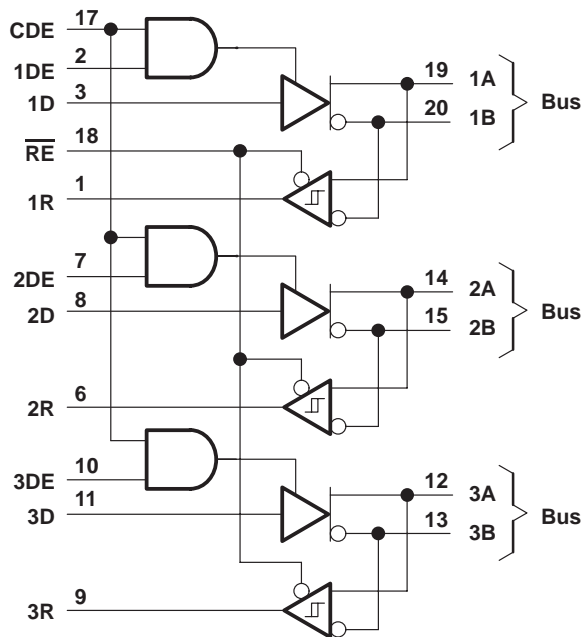 CDE 17
1DE 2
1D 3
RE 18
1R 1
19 1A
20 1B
Bus
2DE 7
2D 8
14 2A
15 2B
Bus
2R 6
3DE 10
3D 11
12 3A
13 3B
Bus
3R 9